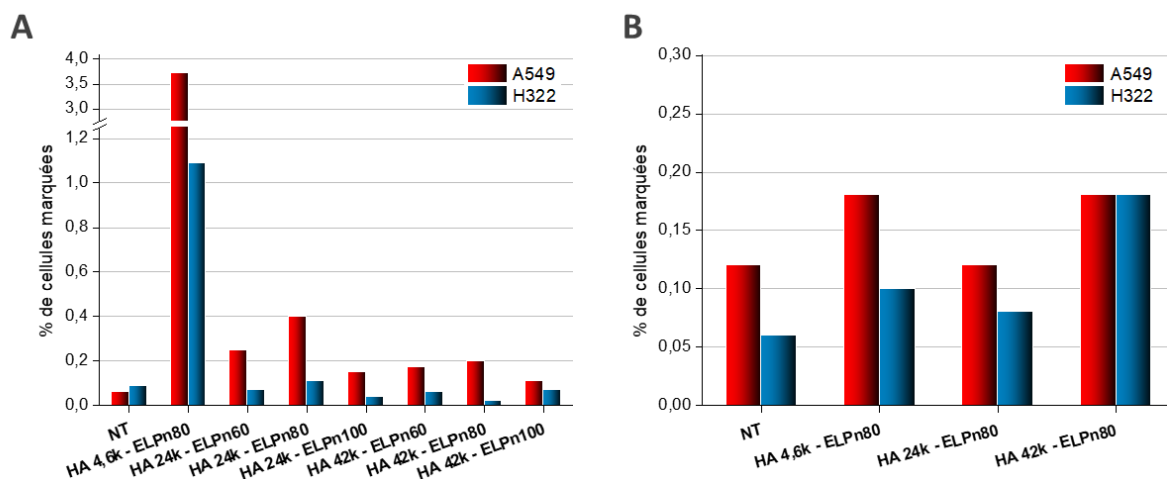 A
% de cellules marquées
4,0
3,5
3,0
1,2
1,0
0,8
0,6
0,4
0,2
0,0
A549
H322
NT
HA 4,6k - ELPn80
HA 24k - ELPn60
HA 24k - ELPn80
HA 24k - ELPn100
HA 42k - ELPn60
HA 42k - ELPn80
HA 42k - ELPn100
B
% de cellules marquées
0,30
0,25
0,20
0,15
0,10
0,05
0,00
A549
H322
NT
HA 4,6k - ELPn80
HA 24k - ELPn80
HA 42k - ELPn80